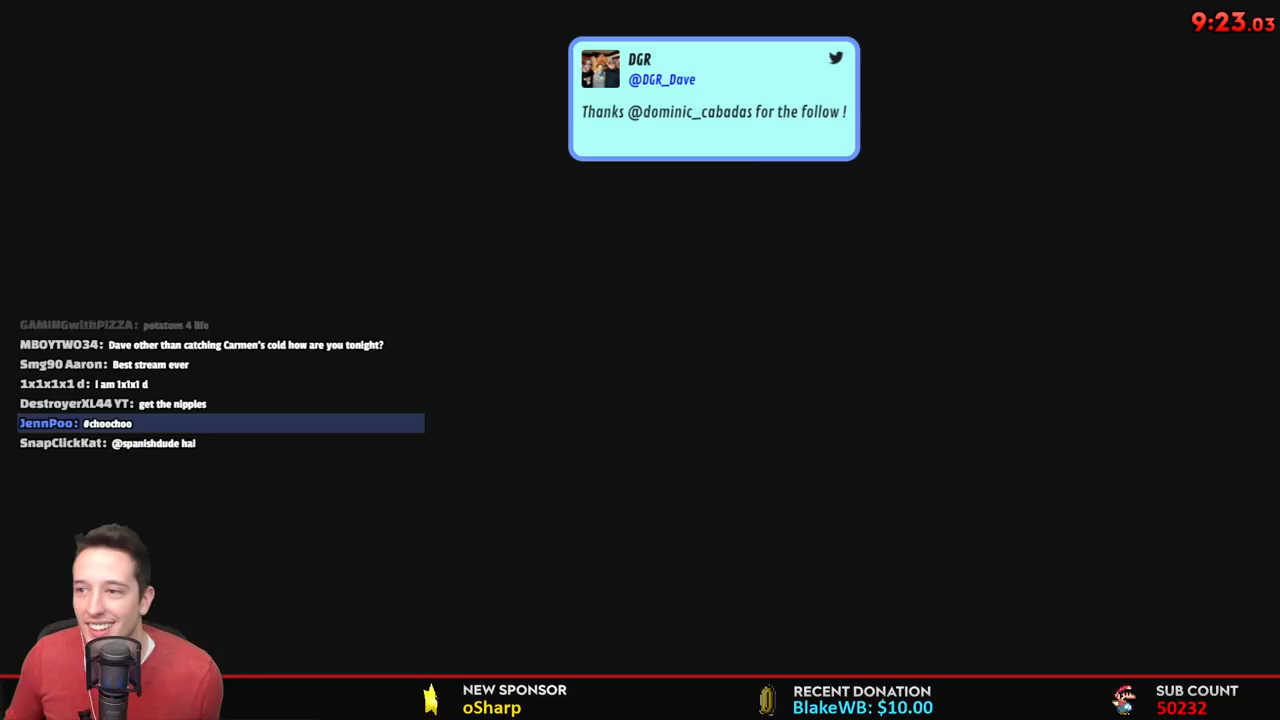 9:23.03
DGR
@DGR_Dave
Thanks @dominic_cabadas for the follow !
GAMINGwithPIZZA: potatoes 4 life
MBOYTWO34: Dave other than catching Carmen's cold how are you tonight?
Smg90 Aaron: Best stream ever
1x1x1x1 d: I am 1x1x1 d
DestroyerXL44 YT: get the nipples
JennPoo: #choochoo
SnapClickKat: @spanishdude hai
NEW SPONSOR
oSharp
RECENT DONATION
BlakeWB: $10.00
SUB COUNT
50232